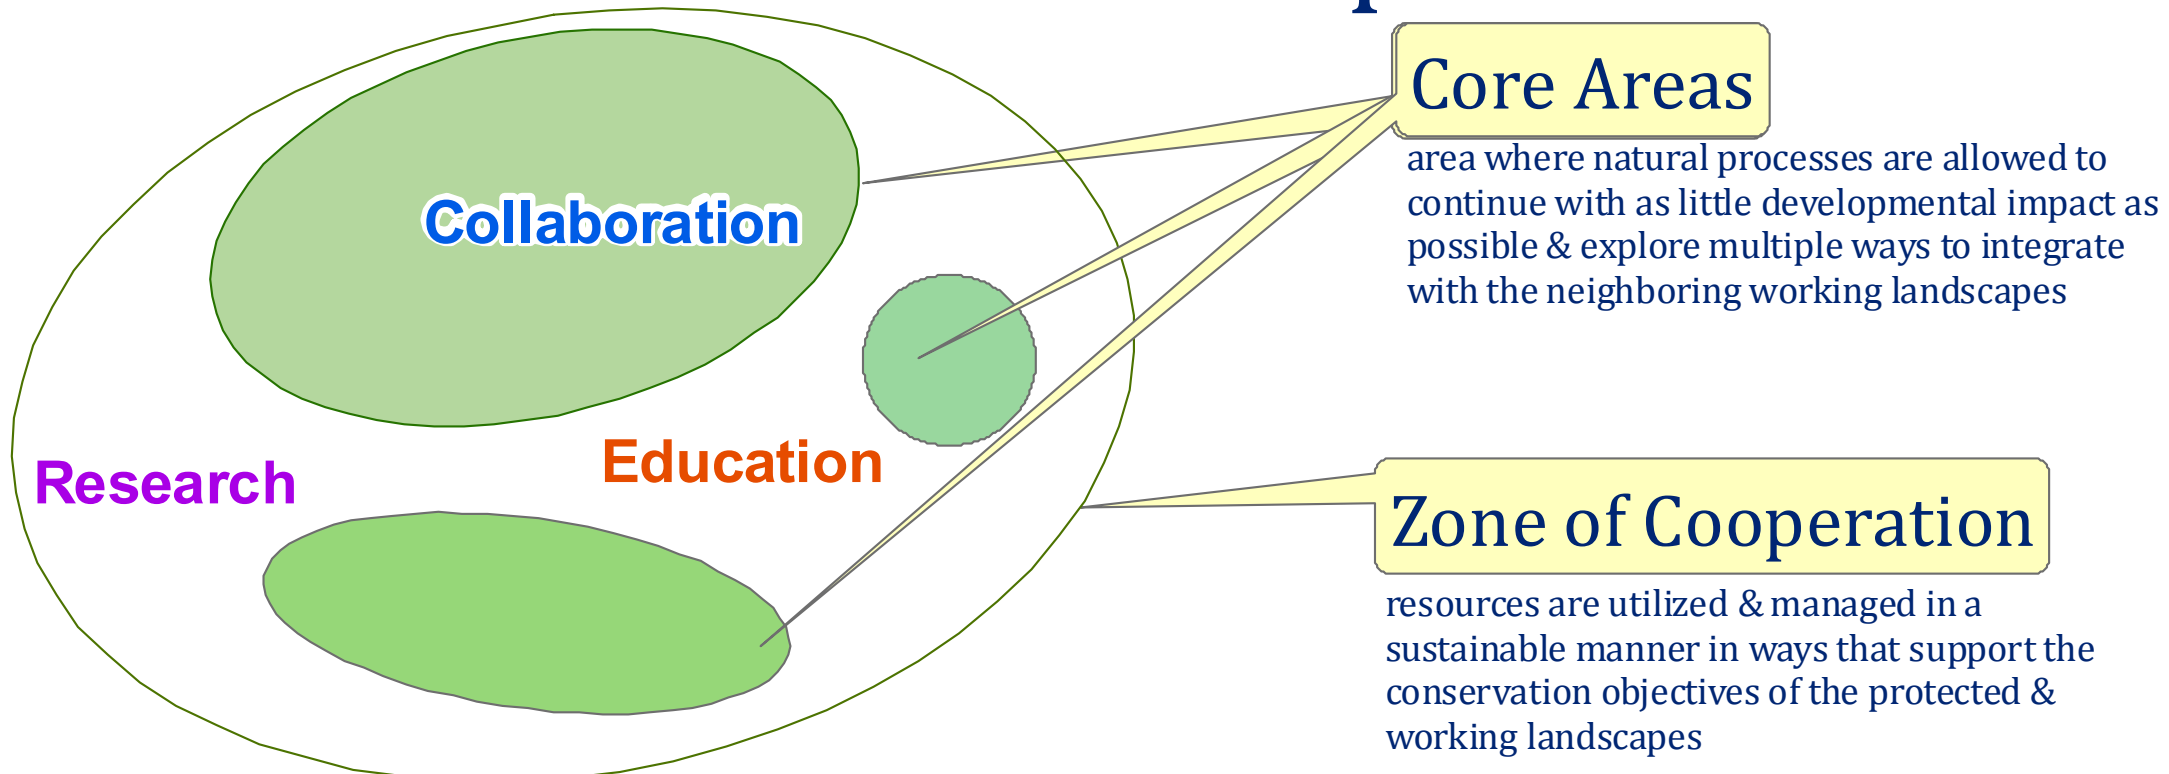 Core Areas
area where natural processes are allowed to
continue with as little developmental impact as
possible & explore multiple ways to integrate
with the neighboring working landscapes
Collaboration
Education
Research
Zone of Cooperation
resources are utilized & managed in a
sustainable manner in ways that support the
conservation objectives of the protected &
working landscapes